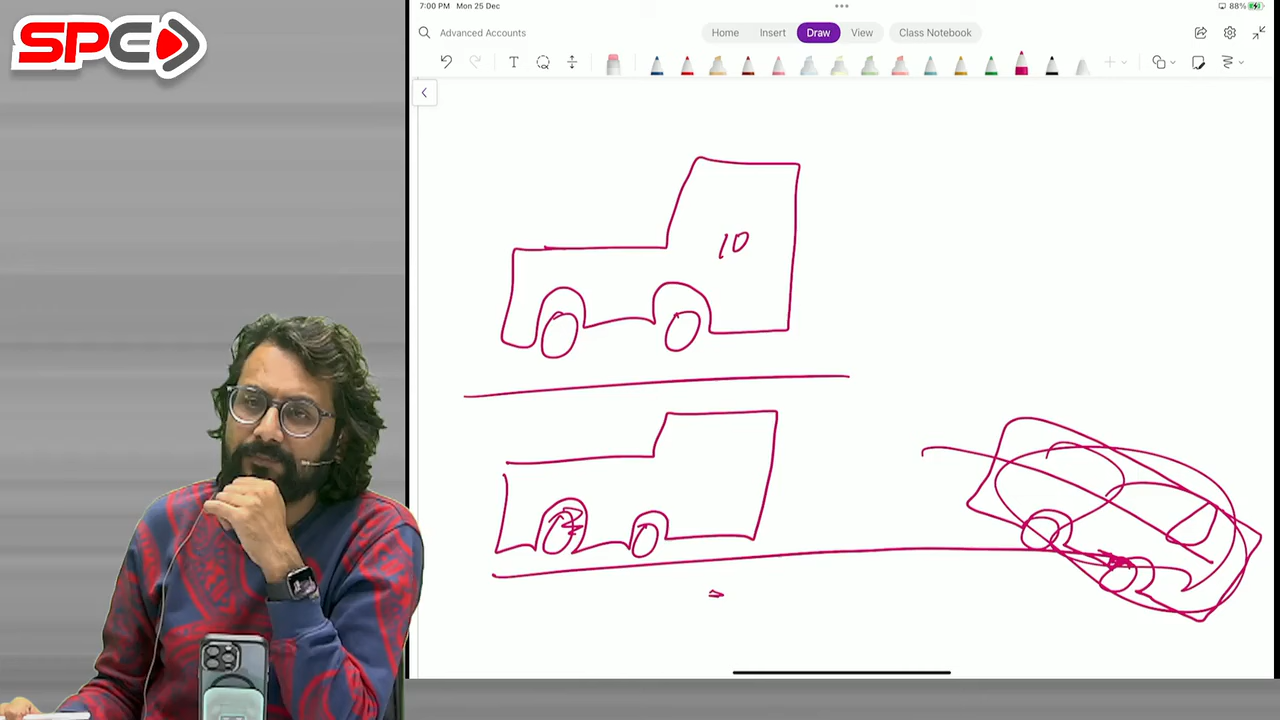 SPC
7:00 PM Mon 25 Dec
88%
Advanced Accounts
Home Insert Draw View Class Notebook
T
10